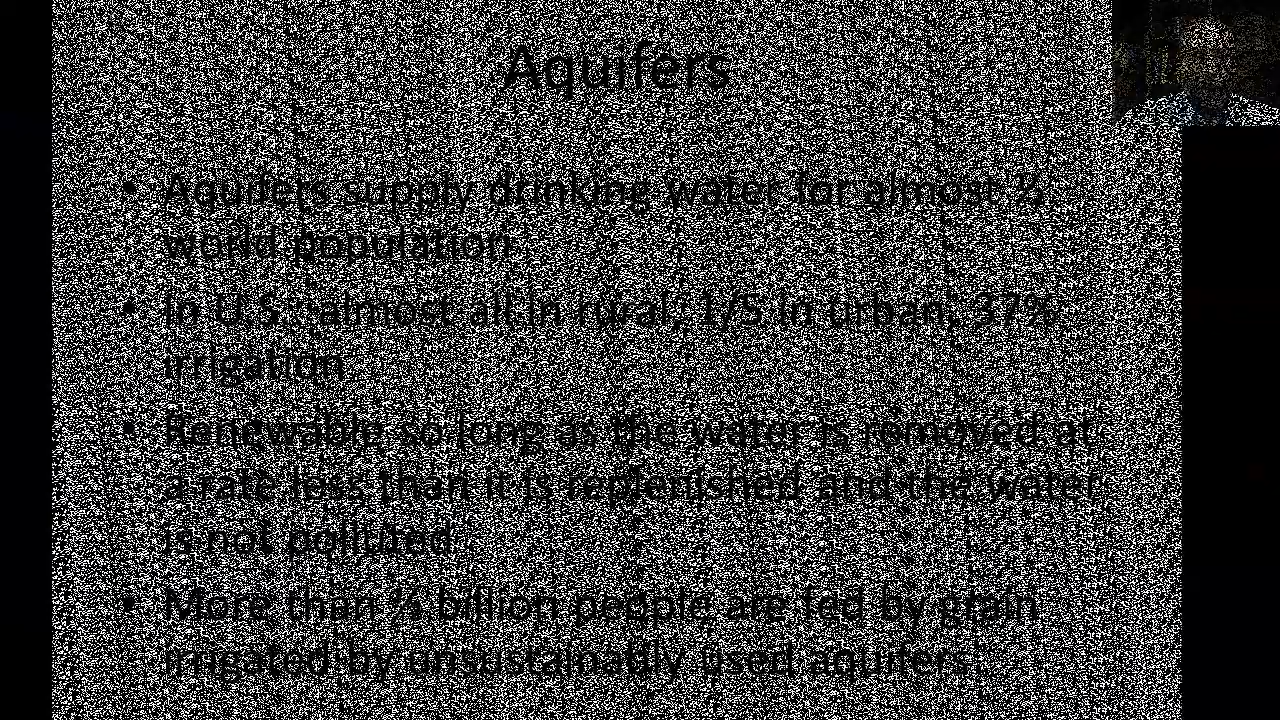 Aquifers
• Aquifers supply drinking water for almost ½
world population
• In U.S.: almost all in rural; 1/5 in urban; 37%
irrigation
• Renewable so long as the water is removed at
a rate less than it is replenished and the water
is not polluted
• More than billion people are fed by grain
irrigated by unsustainably used aquifers